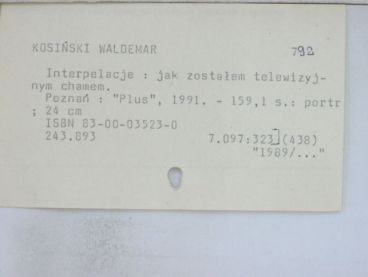 KOSIŃSKI WALDEMAR 792
Interpelacje : jak zostałem telewizyj-
nym chamem.
Poznań : "Plus", 1991. - 159,1 s.: portr
; 24 cm
ISBN 83-00-03523-0
243.893 7.097:323](438)
"1989/..."